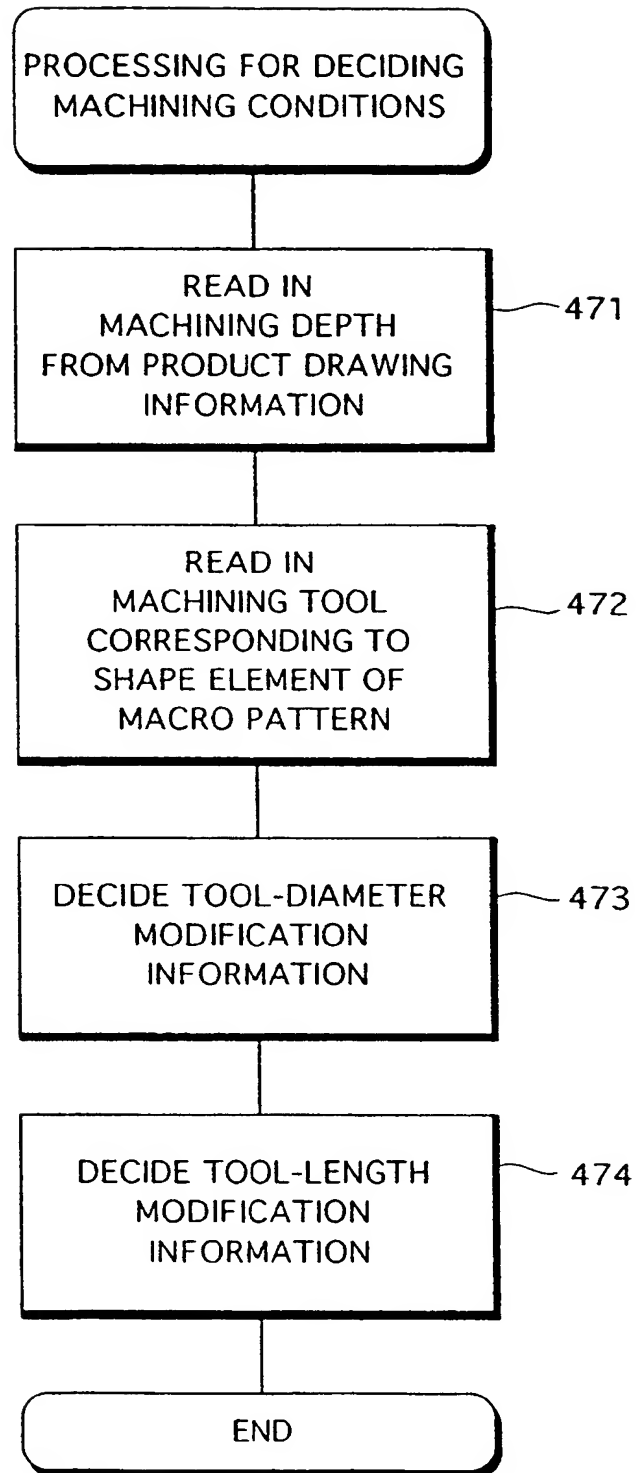 PROCESSING FOR DECIDING
MACHINING CONDITIONS
READ IN
MACHINING DEPTH
FROM PRODUCT DRAWING
INFORMATION
471
READ IN
MACHINING TOOL
CORRESPONDING TO
SHAPE ELEMENT OF
MACRO PATTERN
472
DECIDE TOOL-DIAMETER
MODIFICATION
INFORMATION
473
DECIDE TOOL-LENGTH
MODIFICATION
INFORMATION
474
END